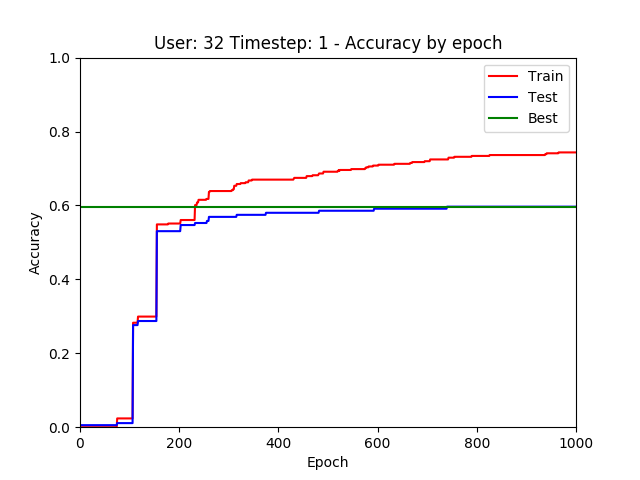 User: 32 Timestep: 1 - Accuracy by epoch
1.0
0.8
0.6
0.4
0.2
0.0
Accuracy
Train
Test
Best
0 200 400 600 800 1000
Epoch